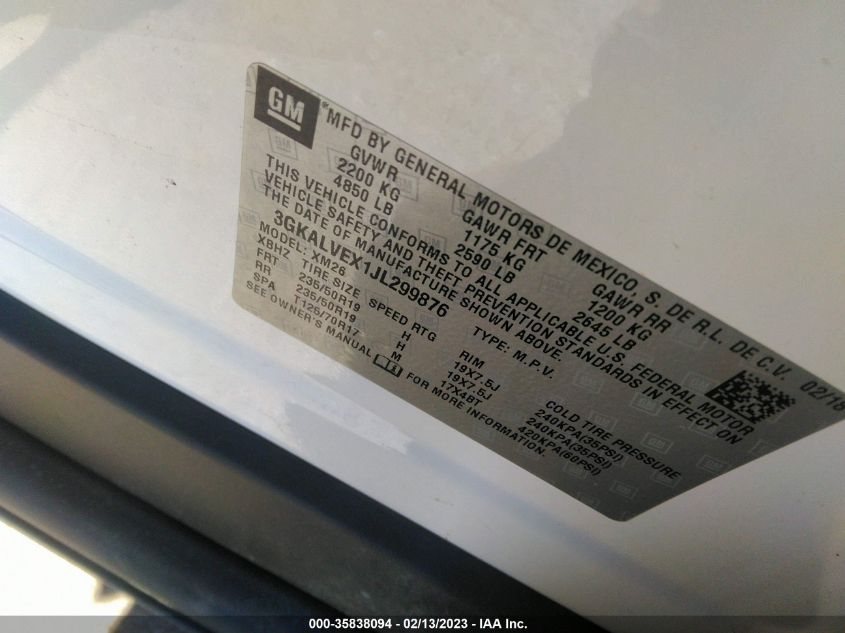 GM
MFD BY GENERAL MOTORS DE MEXICO, S. DE R.L. DE C.V. 02/18
GVWR GAWR FRT GAWR RR
2200 KG 1175 KG 1200 KG
4850 LB 2590 LB 2645 LB
THIS VEHICLE CONFORMS TO ALL APPLICABLE U.S. FEDERAL MOTOR
VEHICLE SAFETY AND THEFT PREVENTION STANDARDS IN EFFECT ON
THE DATE OF MANUFACTURE SHOWN ABOVE.
3GKALVEX1JL299876 TYPE: M.P.V.
MODEL: XM26
XBHZ TIRE SIZE SPEED RTG RIM COLD TIRE PRESSURE
FRT 235/50R19 H 19X7.5J 240KPA(35PSI)
RR 235/50R19 H 19X7.5J 240KPA(35PSI)
SPA T125/70R17 M 17X4BT 420KPA(60PSI)
SEE OWNER'S MANUAL FOR MORE INFORMATION.
000-35838094 - 02/13/2023 - IAA Inc.